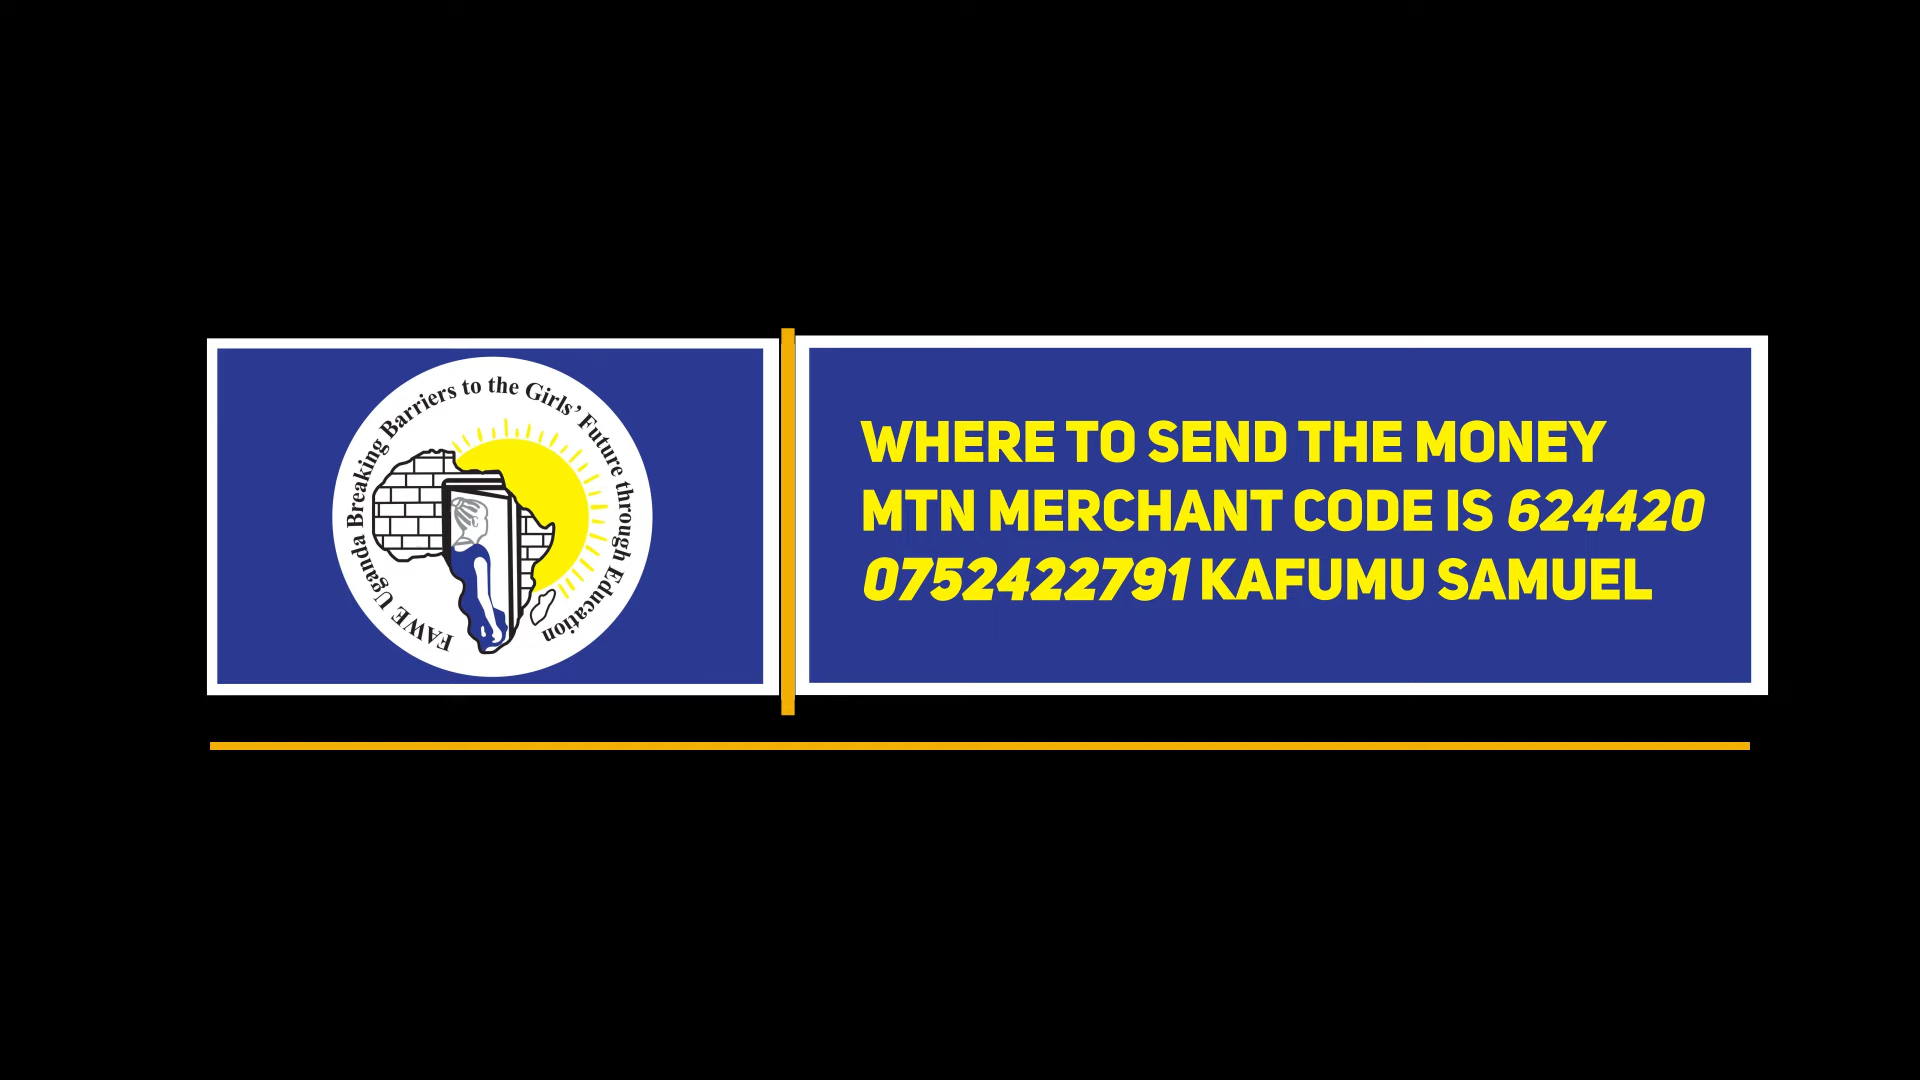 FAWE Uganda Breaking Barriers to the Girls' Future through Education
WHERE TO SEND THE MONEY
MTN MERCHANT CODE IS 624420
0752422791 KAFUMU SAMUEL